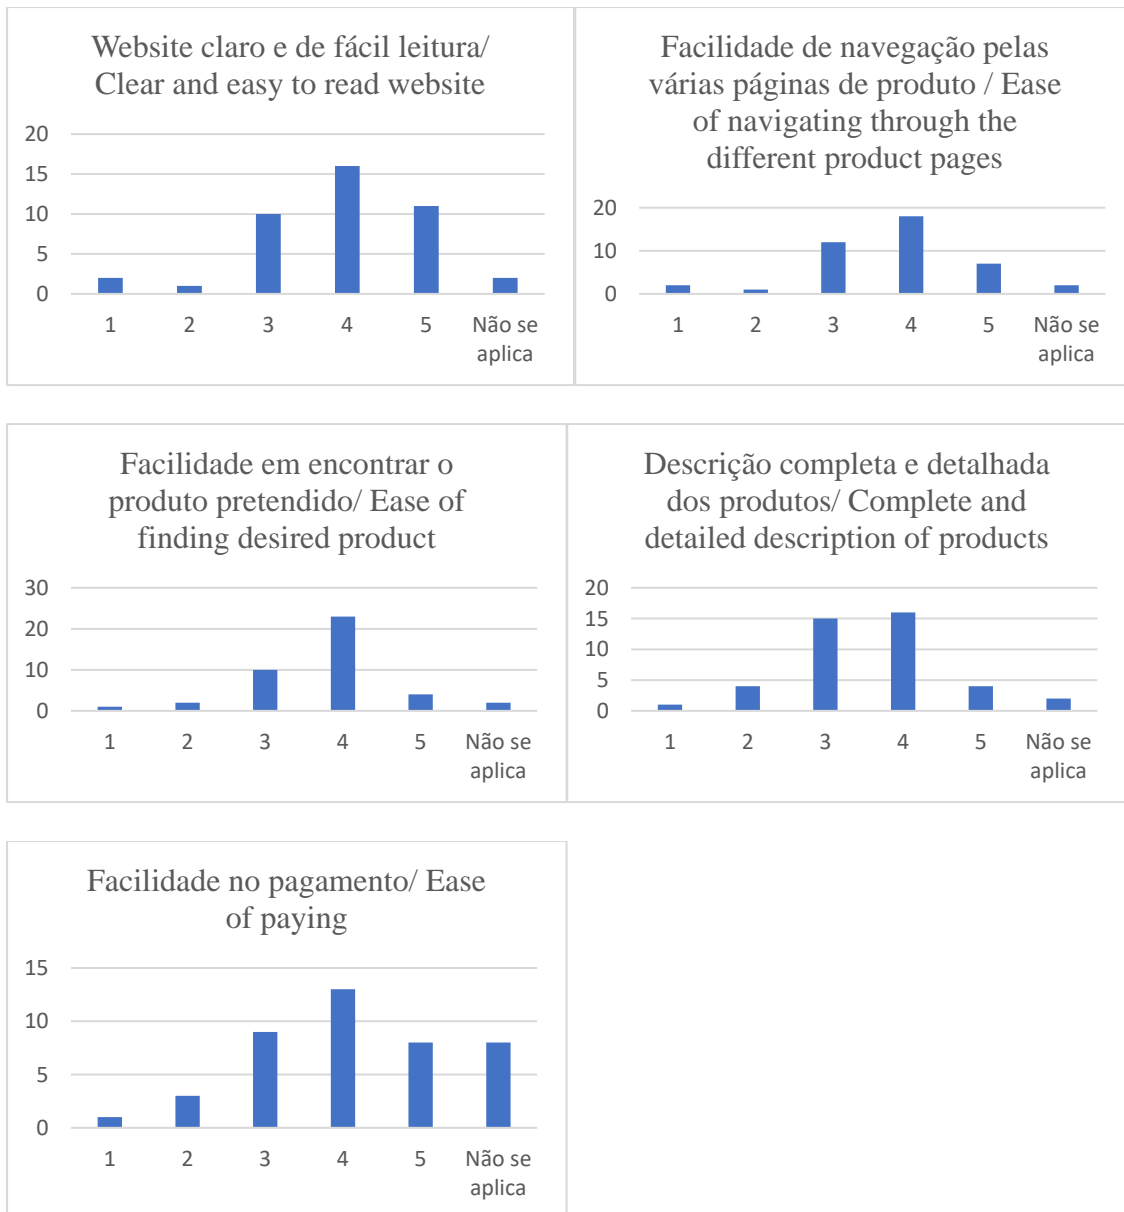 Website claro e de fácil leitura/
Clear and easy to read website
20
15
10
5
0
1 2 3 4 5 Não se
aplica
Facilidade de navegação pelas
várias páginas de produto / Ease
of navigating through the
different product pages
20
10
0
1 2 3 4 5 Não se
aplica
Facilidade em encontrar o
produto pretendido/ Ease of
finding desired product
30
20
10
0
1 2 3 4 5 Não se
aplica
Descrição completa e detalhada
dos produtos/ Complete and
detailed description of products
20
15
10
5
0
1 2 3 4 5 Não se
aplica
Facilidade no pagamento/ Ease
of paying
15
10
5
0
1 2 3 4 5 Não se
aplica